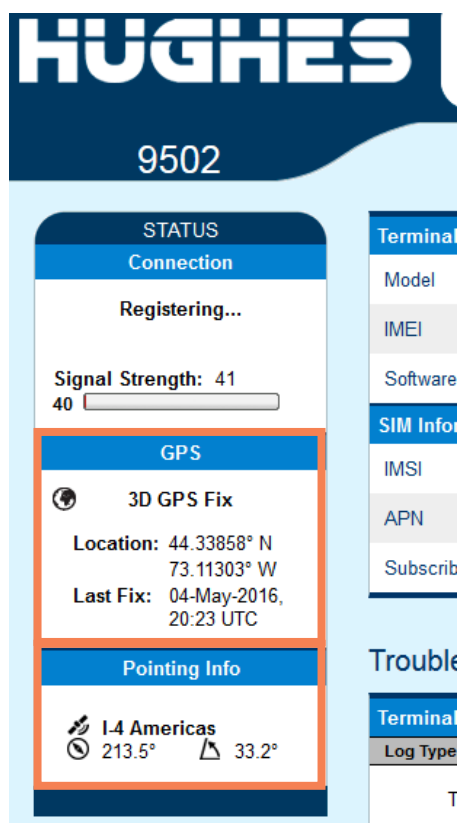 HUGHES
9502
STATUS
Connection
Registering...
Signal Strength: 41
40
GPS
3D GPS Fix
Location: 44.33858° N
73.11303° W
Last Fix: 04-May-2016,
20:23 UTC
Pointing Info
I-4 Americas
213.5° 33.2°
Terminal
Model
IMEI
Software
SIM Infor
IMSI
APN
Subscrib
Trouble
Terminal
Log Type
T